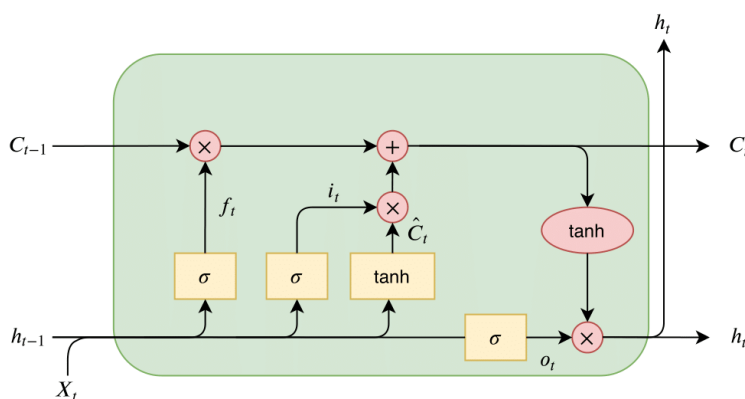 h_t
C_{t-1} × + C_t
f_t i_t ×
Ĉ_t
tanh
σ σ tanh
h_{t-1} σ × h_t
o_t
X_t